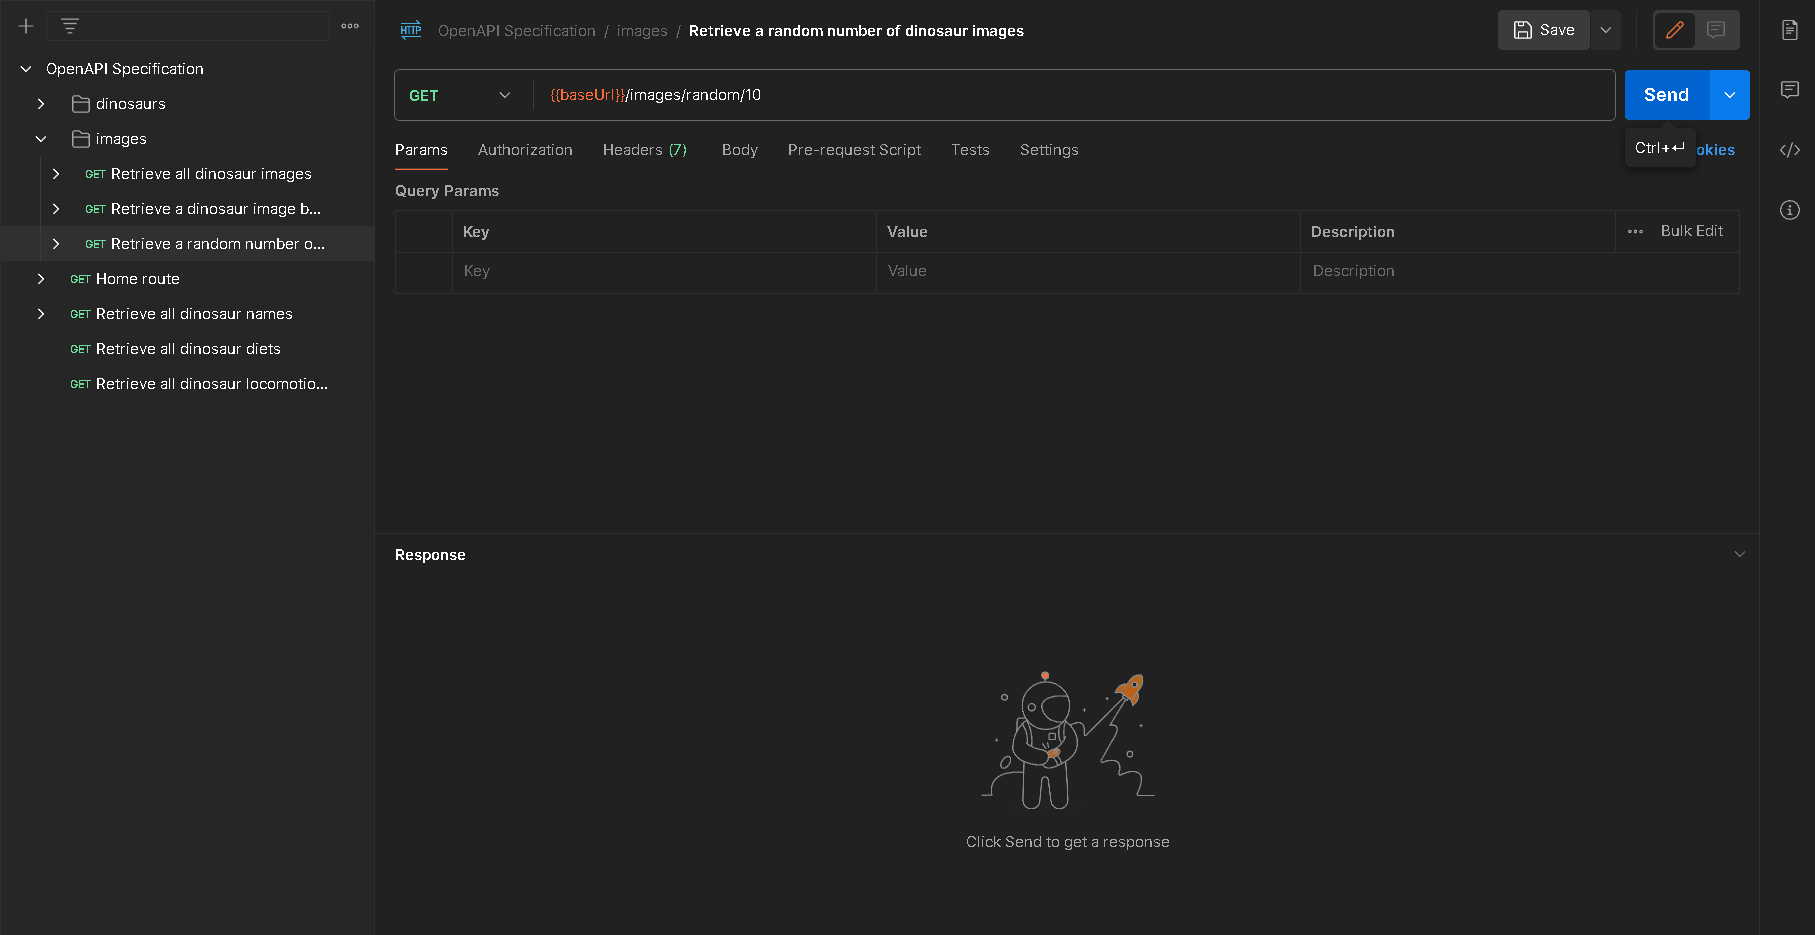 OpenAPI Specification
dinosaurs
images
GET Retrieve all dinosaur images
GET Retrieve a dinosaur image b...
GET Retrieve a random number o...
GET Home route
GET Retrieve all dinosaur names
GET Retrieve all dinosaur diets
GET Retrieve all dinosaur locomotio...
HTTP OpenAPI Specification / images / Retrieve a random number of dinosaur images
Save
GET {{baseUrl}}/images/random/10
Send
Params Authorization Headers (7) Body Pre-request Script Tests Settings
Ctrl+↵ okies
Query Params
Key Value Description Bulk Edit
Key Value Description
Response
Click Send to get a response